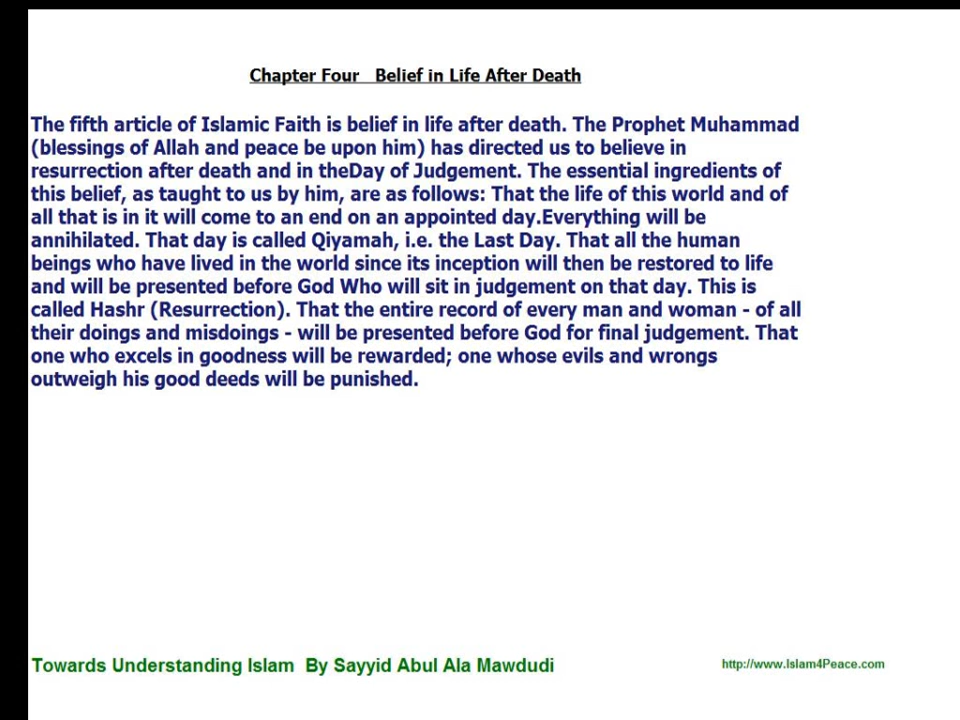 Chapter Four   Belief in Life After Death
The fifth article of Islamic Faith is belief in life after death. The Prophet Muhammad
(blessings of Allah and peace be upon him) has directed us to believe in
resurrection after death and in theDay of Judgement. The essential ingredients of
this belief, as taught to us by him, are as follows: That the life of this world and of
all that is in it will come to an end on an appointed day.Everything will be
annihilated. That day is called Qiyamah, i.e. the Last Day. That all the human
beings who have lived in the world since its inception will then be restored to life
and will be presented before God Who will sit in judgement on that day. This is
called Hashr (Resurrection). That the entire record of every man and woman - of all
their doings and misdoings - will be presented before God for final judgement. That
one who excels in goodness will be rewarded; one whose evils and wrongs
outweigh his good deeds will be punished.
Towards Understanding Islam  By Sayyid Abul Ala Mawdudi
http://www.Islam4Peace.com